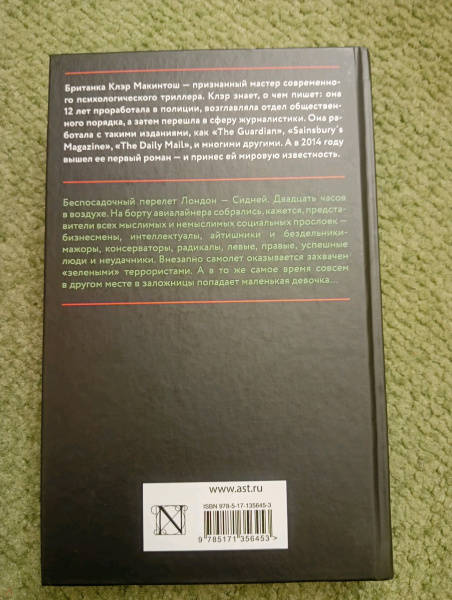 Британка Клэр Макинтош – признанный мастер современно-
го психологического триллера. Клэр знает, о чем пишет: она
12 лет проработала в полиции, возглавляла отдел обществен-
ного порядка, а затем перешла в сферу журналистики. Она ра-
ботала с такими изданиями, как «The Guardian», «Sainsbury's
Magazine», «The Daily Mail», и многими другими. А в 2014 году
вышел ее первый роман – и принес ей мировую известность.
Беспосадочный перелет Лондон – Сидней. Двадцать часов
в воздухе. На борту авиалайнера собрались, кажется, предста-
вители всех мыслимых и немыслимых социальных прослоек –
бизнесмены, интеллектуалы, айтишники и бездельники-
мажоры, консерваторы, радикалы, левые, правые, успешные
люди и неудачники. Внезапно самолет оказывается захвачен
«зелеными» террористами. А в то же самое время совсем
в другом месте в заложницы попадает маленькая девочка...
www.ast.ru
ISBN 978-5-17-135645-3
N
9 785171 356453 >